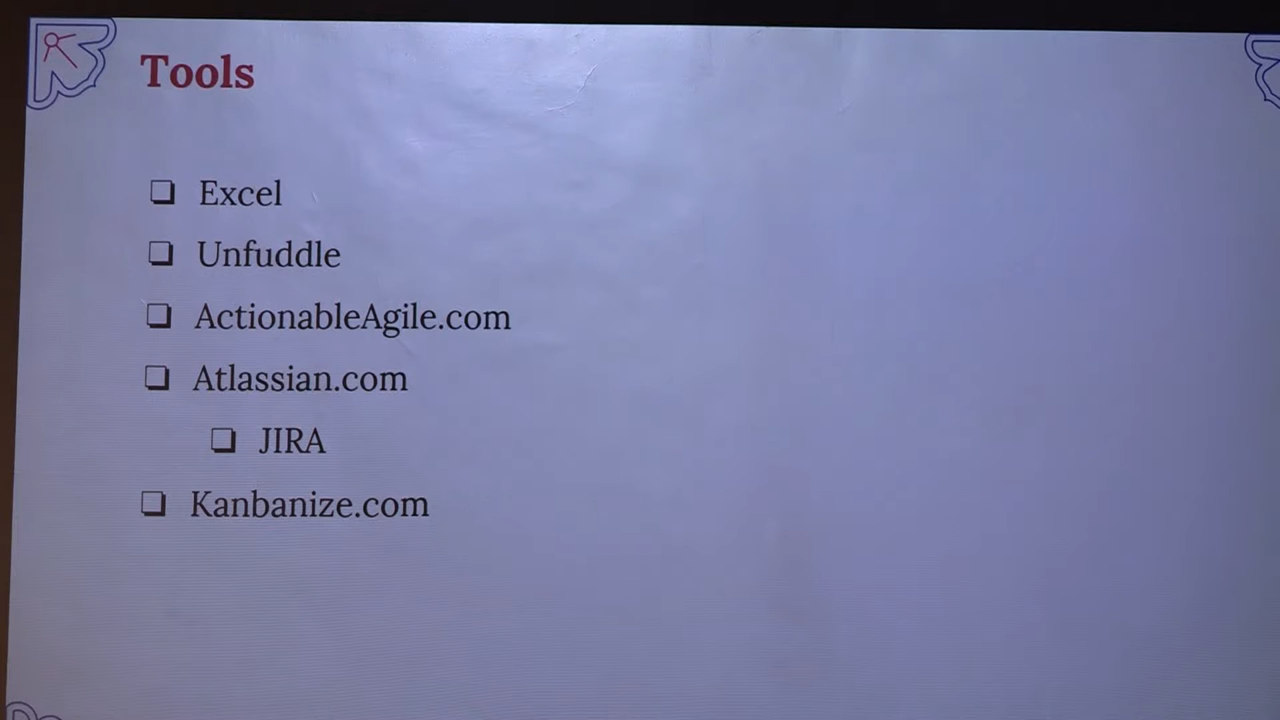 Tools
❏ Excel
❏ Unfuddle
❏ ActionableAgile.com
❏ Atlassian.com
❏ JIRA
❏ Kanbanize.com